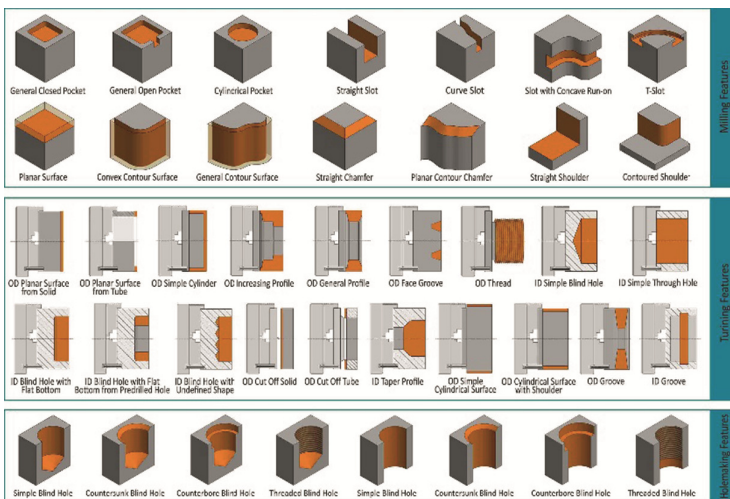 General Closed Pocket
General Open Pocket
Cylindrical Pocket
Straight Slot
Curve Slot
Slot with Concave Run-on
T-Slot
Planar Surface
Convex Contour Surface
General Contour Surface
Straight Chamfer
Planar Contour Chamfer
Straight Shoulder
Contoured Shoulder
Milling Features
OD Planar Surface
from Solid
OD Planar Surface
from Tube
OD Simple Cylinder
OD Increasing Profile
OD General Profile
OD Face Groove
OD Thread
ID Simple Blind Hole
ID Simple Through Hole
ID Blind Hole with
Flat Bottom
ID Blind Hole with Flat
Bottom from Predrilled Hole
ID Blind Hole with
Undefined Shape
OD Cut Off Solid
OD Cut Off Tube
ID Taper Profile
OD Simple
Cylindrical Surface
OD Cylindrical Surface
with Shoulder
OD Groove
ID Groove
Turining Features
Simple Blind Hole
Countersunk Blind Hole
Counterbore Blind Hole
Threaded Blind Hole
Simple Blind Hole
Countersunk Blind Hole
Counterbore Blind Hole
Threaded Blind Hole
Holemaking Features